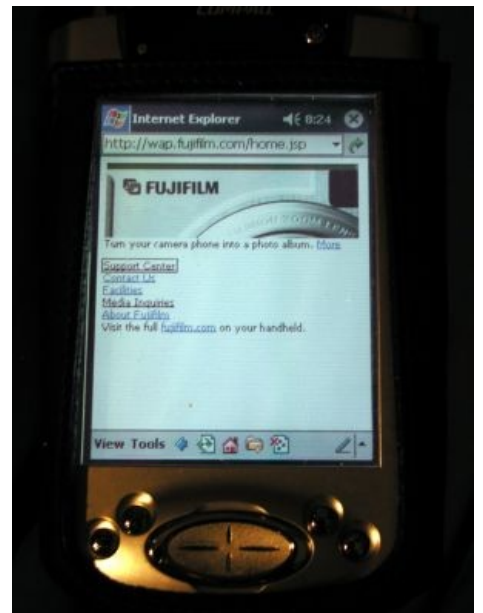 COMPAQ
Internet Explorer 8:24
http://wap.fujifilm.com/home.jsp
FUJIFILM
Turn your camera phone into a photo album. More
Support Center
Contact Us
Facilities
Media Inquiries
About Fujifilm
Visit the full fujifilm.com on your handheld.
View Tools